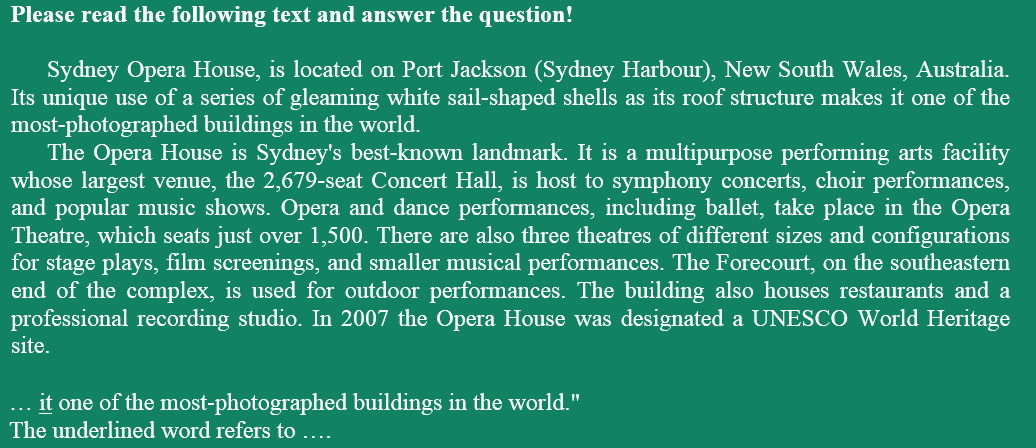 Please read the following text and answer the question!
Sydney Opera House, is located on Port Jackson (Sydney Harbour), New South Wales, Australia.
Its unique use of a series of gleaming white sail-shaped shells as its roof structure makes it one of the
most-photographed buildings in the world.
The Opera House is Sydney's best-known landmark. It is a multipurpose performing arts facility
whose largest venue, the 2,679-seat Concert Hall, is host to symphony concerts, choir performances,
and popular music shows. Opera and dance performances, including ballet, take place in the Opera
Theatre, which seats just over 1,500. There are also three theatres of different sizes and configurations
for stage plays, film screenings, and smaller musical performances. The Forecourt, on the southeastern
end of the complex, is used for outdoor performances. The building also houses restaurants and a
professional recording studio. In 2007 the Opera House was designated a UNESCO World Heritage
site.
… it one of the most-photographed buildings in the world."
The underlined word refers to ….